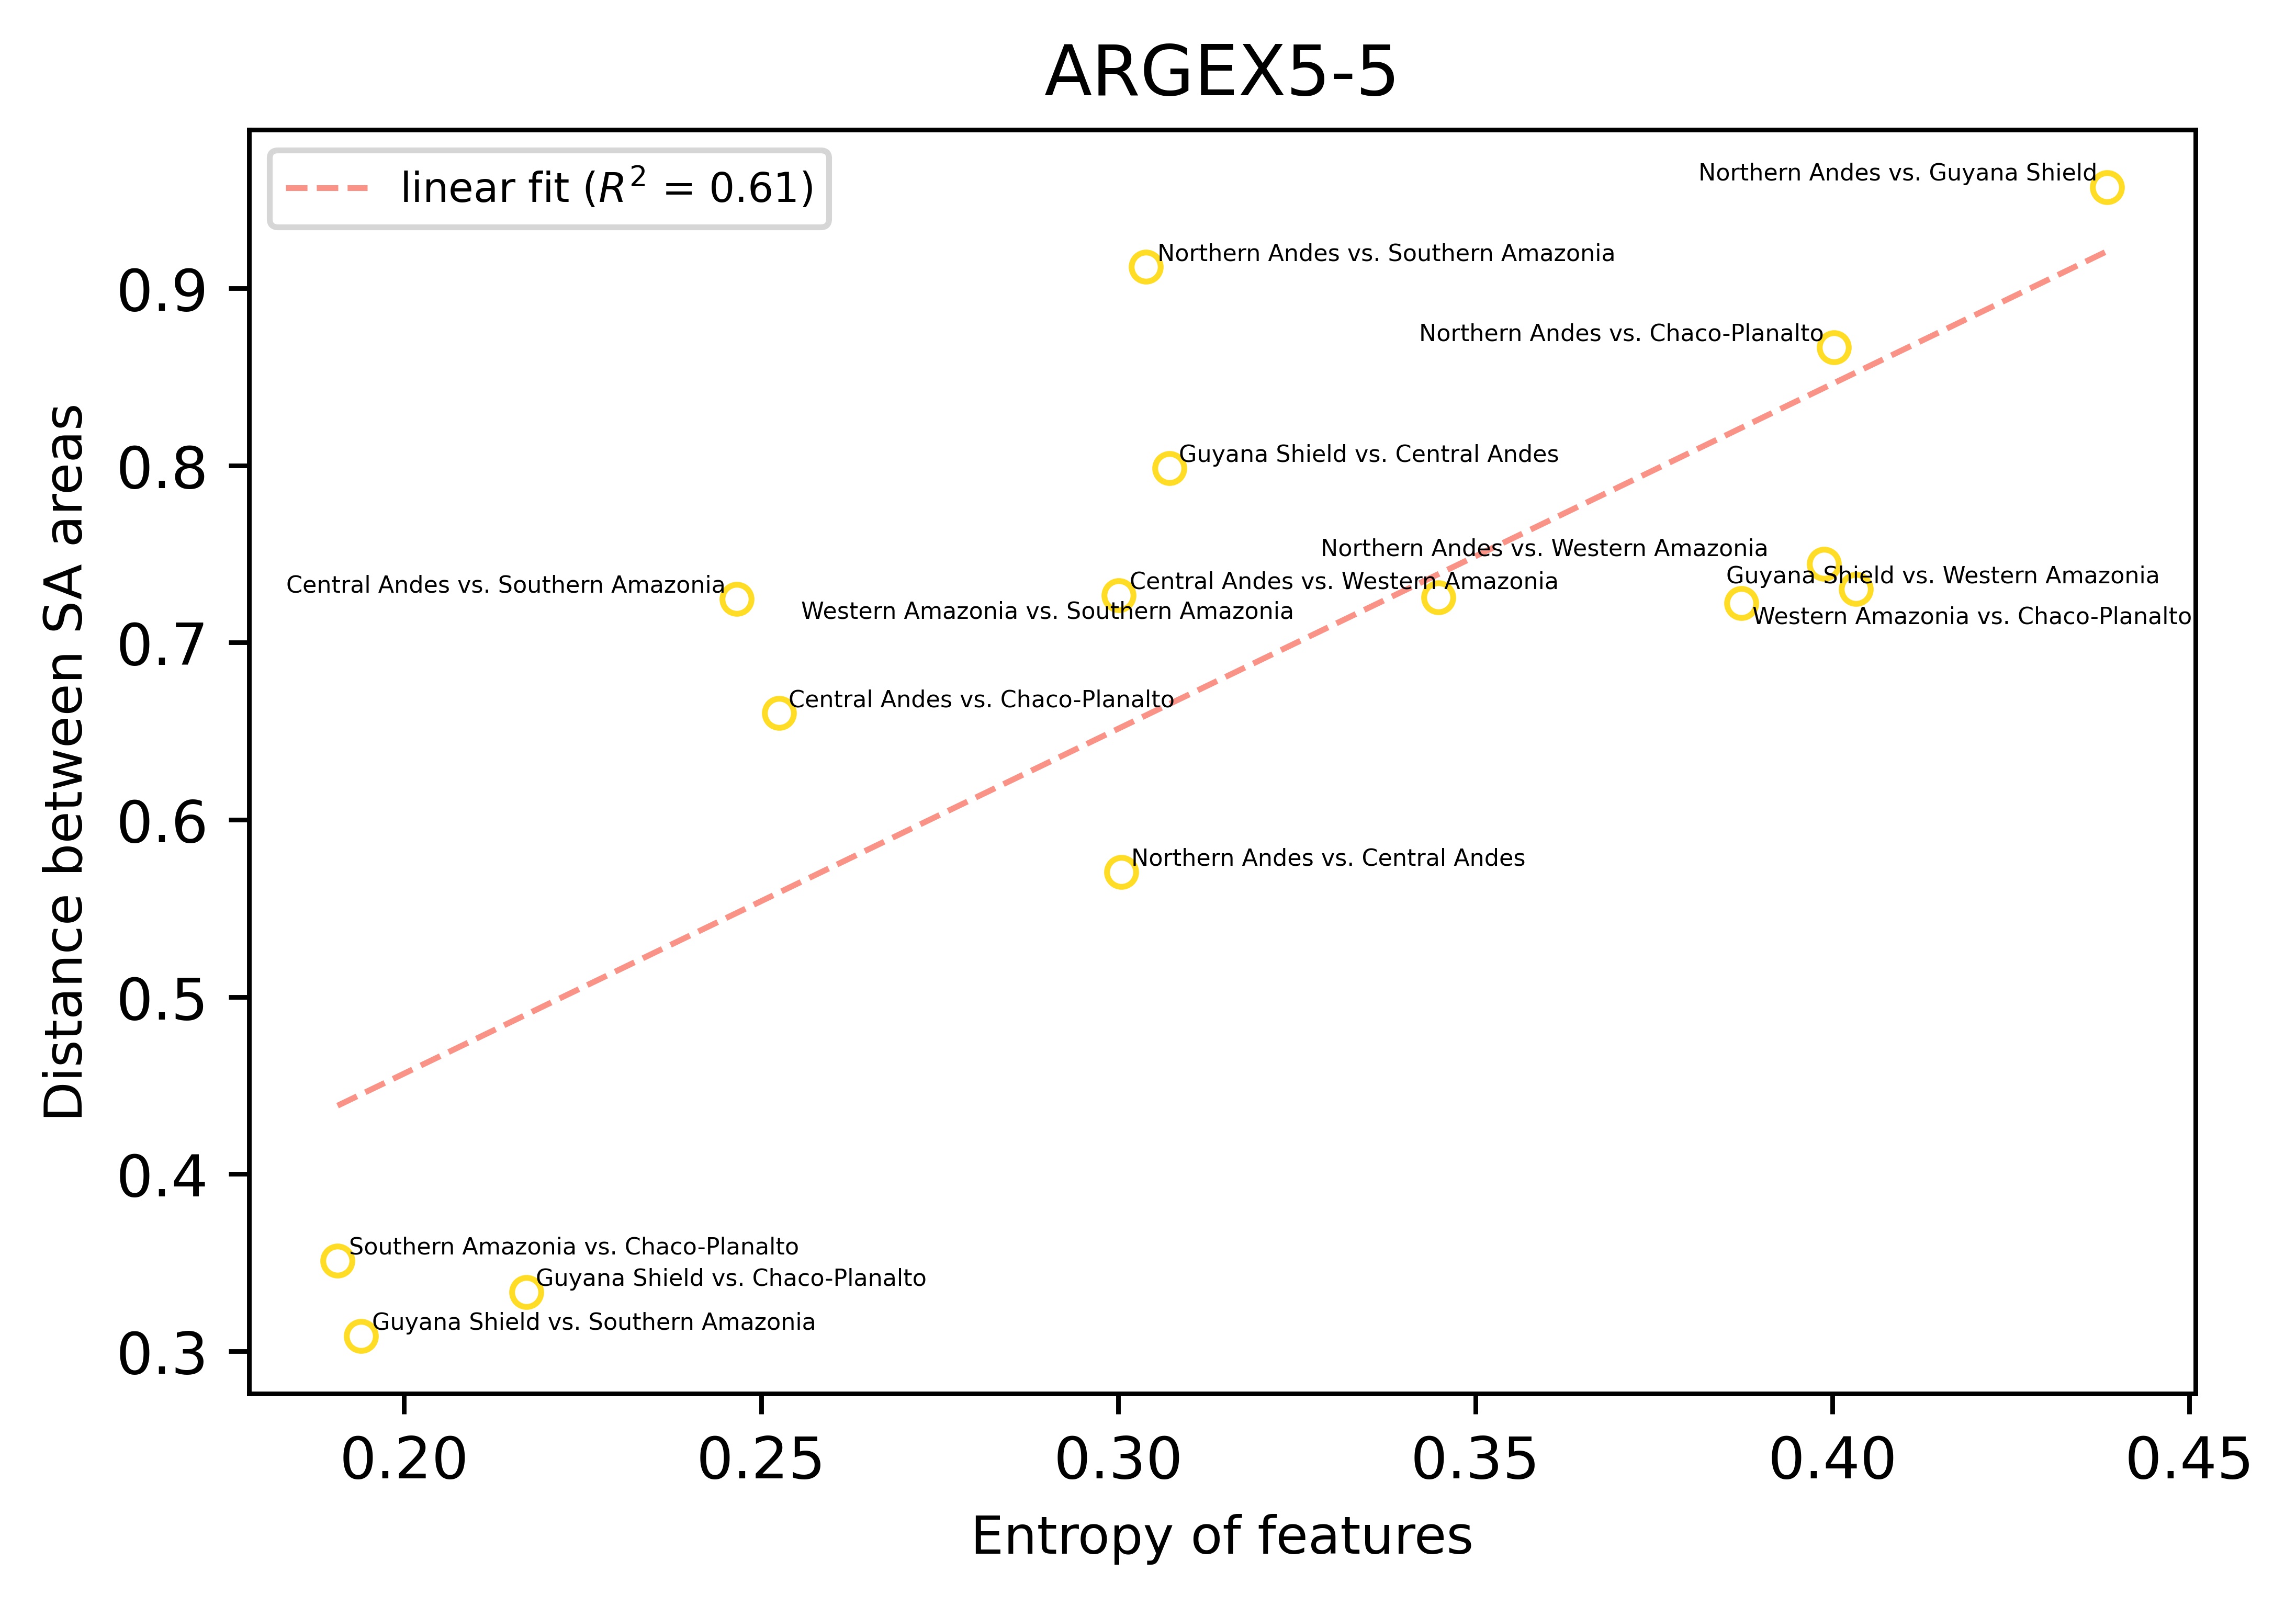 ARGEX5-5
linear fit (R² = 0.61)
Northern Andes vs. Guyana Shield
Northern Andes vs. Southern Amazonia
Northern Andes vs. Chaco-Planalto
Guyana Shield vs. Central Andes
Northern Andes vs. Western Amazonia
Guyana Shield vs. Western Amazonia
Central Andes vs. Southern Amazonia
Central Andes vs. Western Amazonia
Western Amazonia vs. Southern Amazonia
Western Amazonia vs. Chaco-Planalto
Central Andes vs. Chaco-Planalto
Northern Andes vs. Central Andes
Southern Amazonia vs. Chaco-Planalto
Guyana Shield vs. Chaco-Planalto
Guyana Shield vs. Southern Amazonia
Distance between SA areas
0.9
0.8
0.7
0.6
0.5
0.4
0.3
0.20 0.25 0.30 0.35 0.40 0.45
Entropy of features